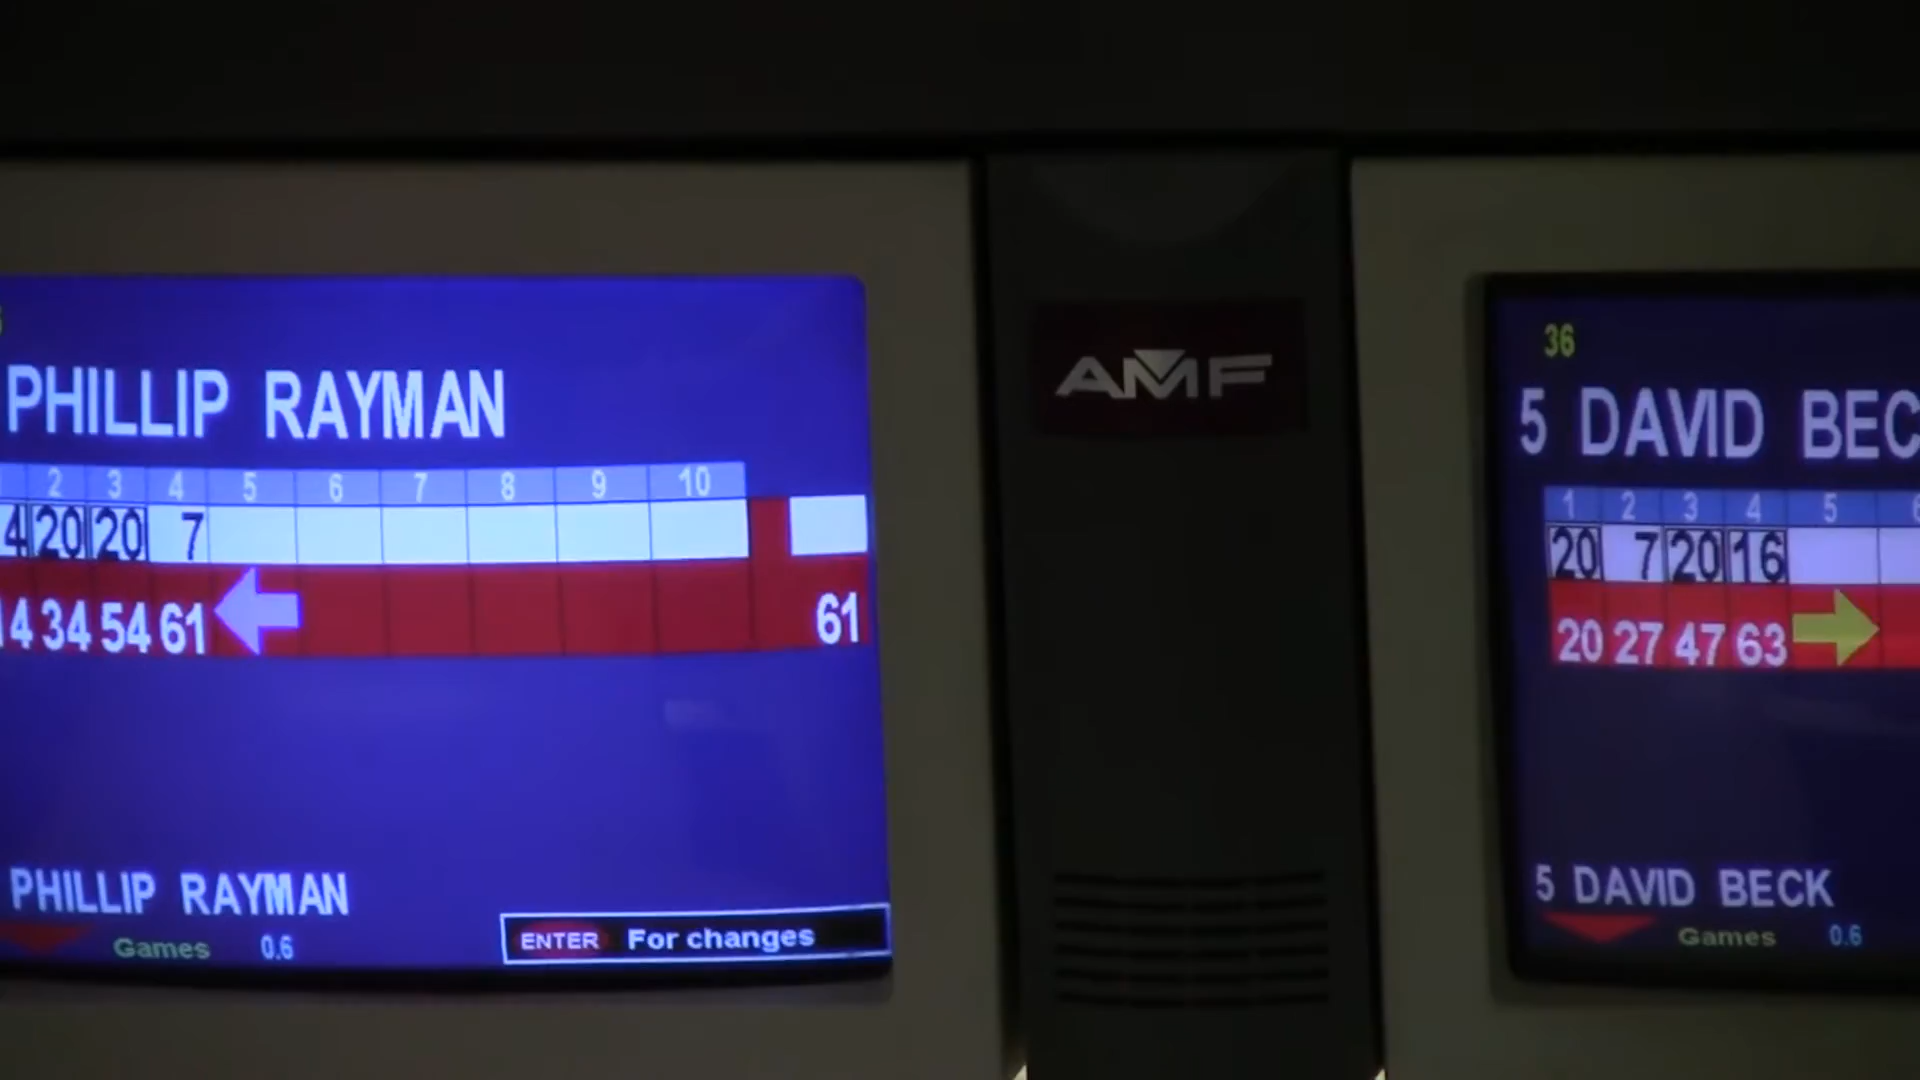 PHILLIP RAYMAN
2 3 4 5 6 7 8 9 10
4 20 20 7
14 34 54 61 61
PHILLIP RAYMAN
Games 0.6
ENTER For changes
AMF
36
5 DAVID BEC
1 2 3 4 5 6
20 7 20 16
20 27 47 63
5 DAVID BECK
Games 0.6